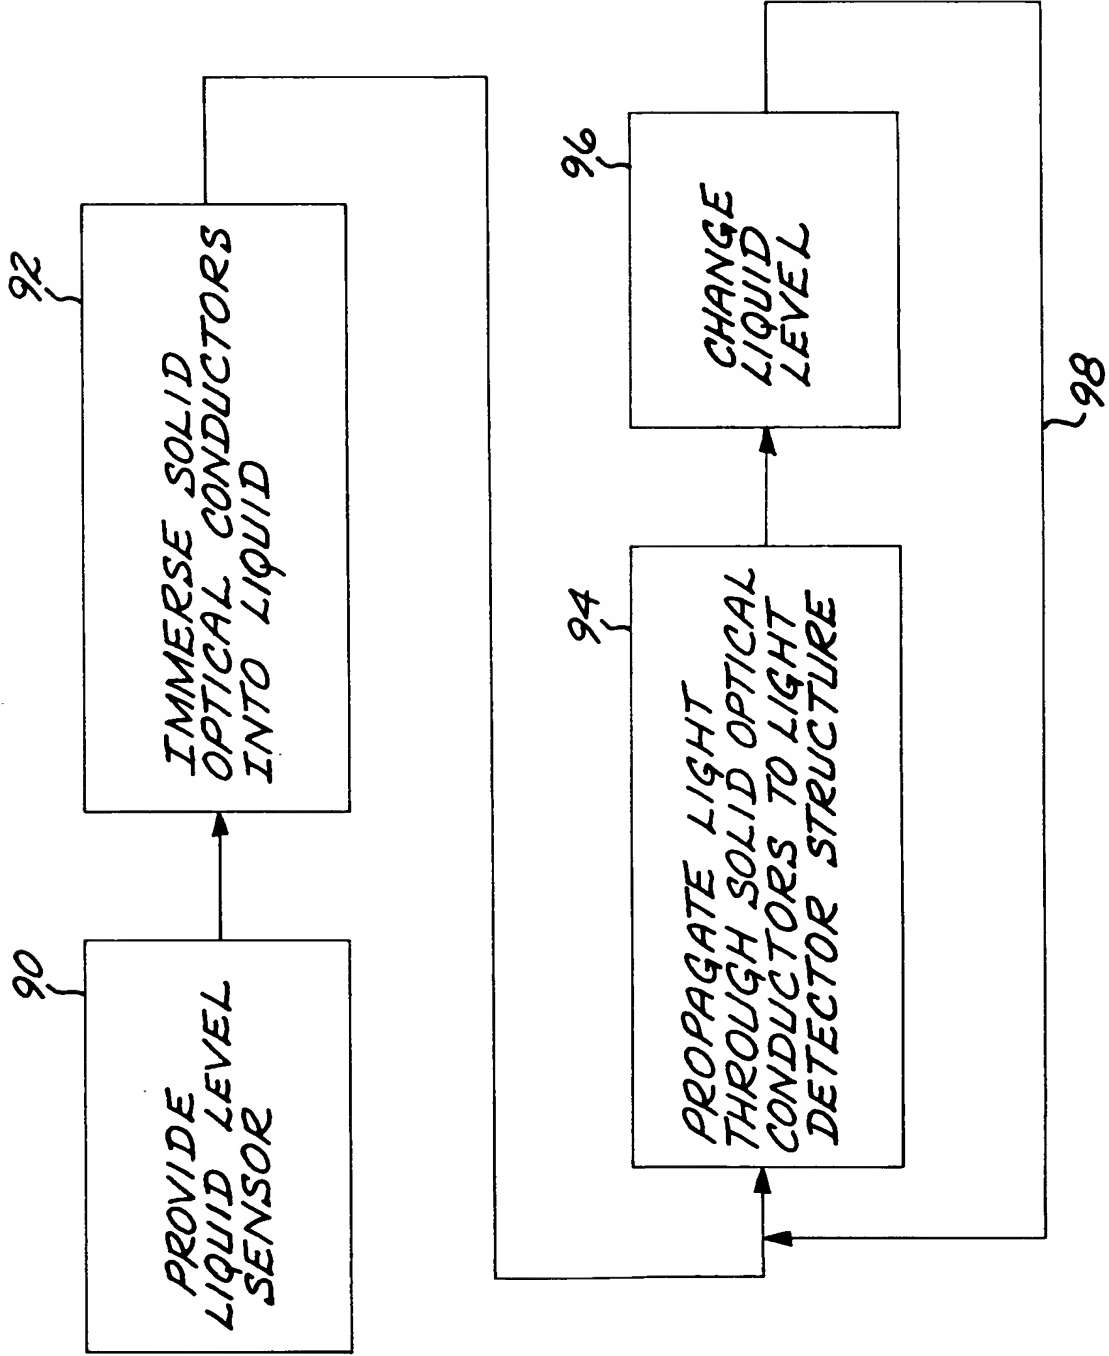 90
PROVIDE
LIQUID LEVEL
SENSOR
92
IMMERSE SOLID
OPTICAL CONDUCTORS
INTO LIQUID
94
PROPAGATE LIGHT
THROUGH SOLID OPTICAL
CONDUCTORS TO LIGHT
DETECTOR STRUCTURE
96
CHANGE
LIQUID
LEVEL
98